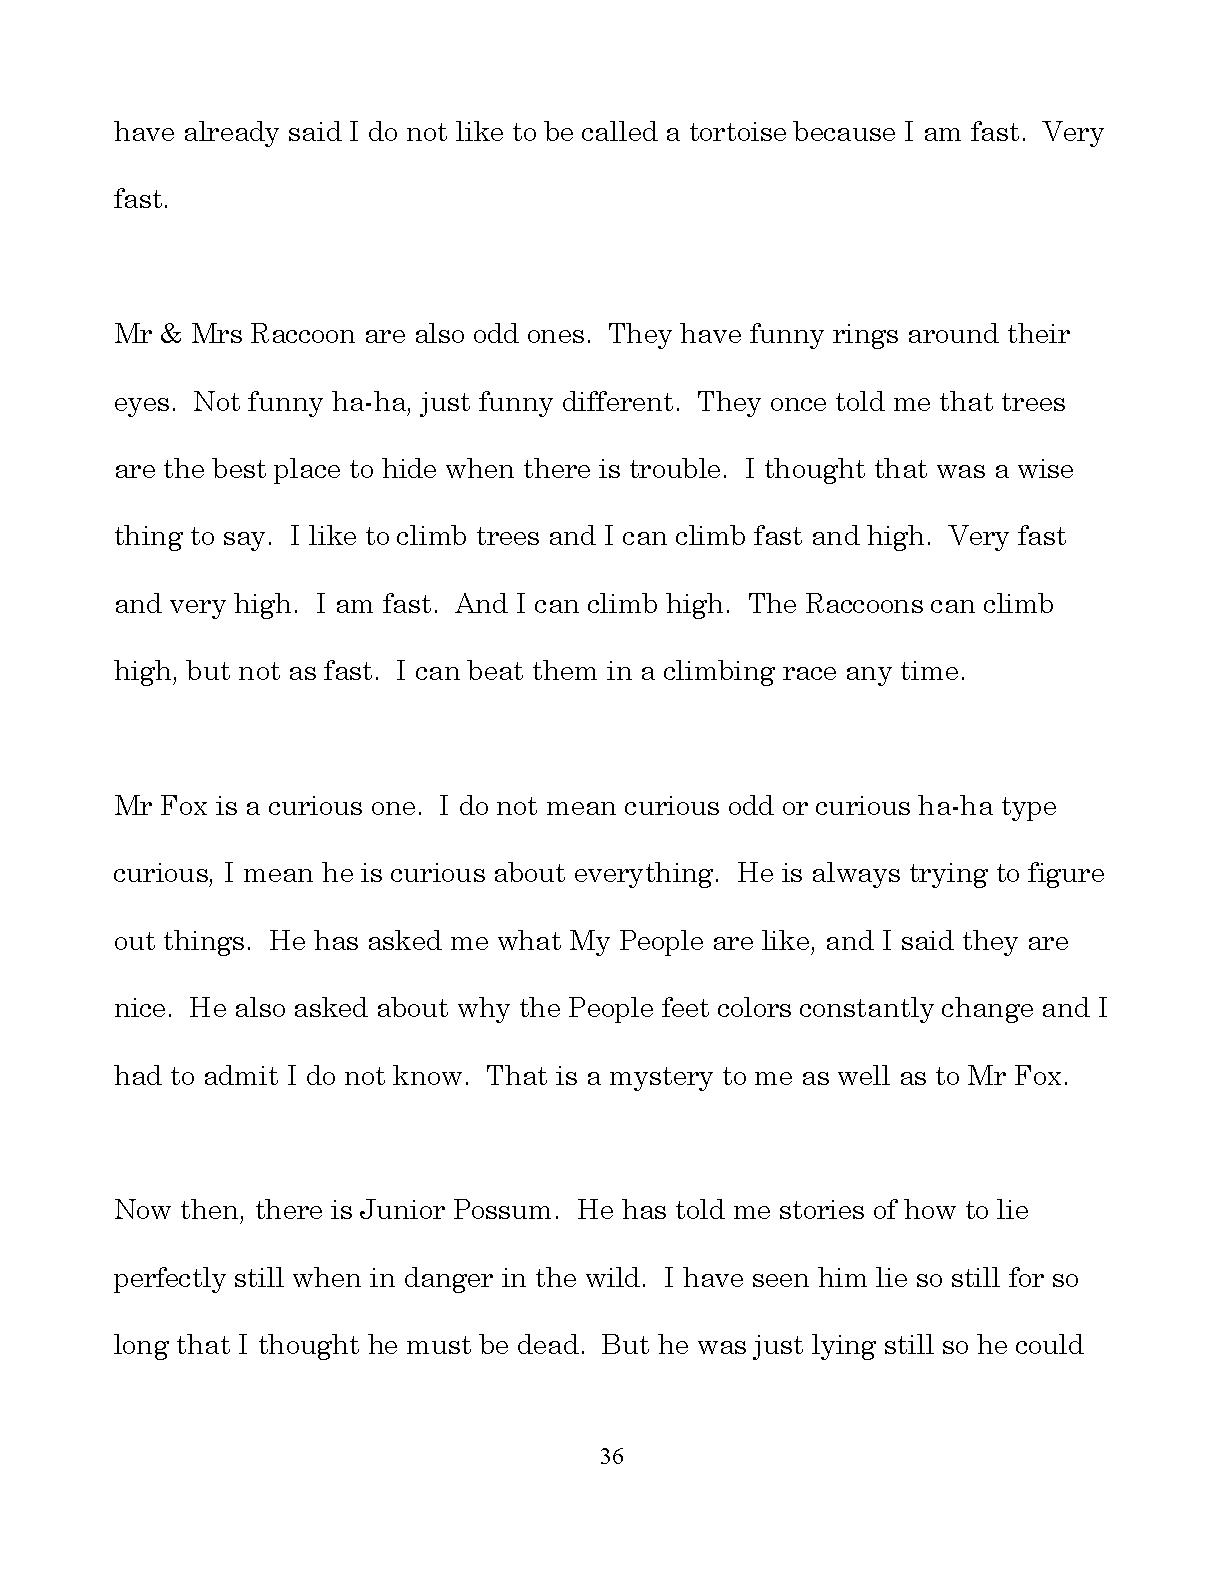 have already said I do not like to be called a tortoise because I am fast.  Very
fast.
Mr & Mrs Raccoon are also odd ones.  They have funny rings around their
eyes.  Not funny ha-ha, just funny different.  They once told me that trees
are the best place to hide when there is trouble.  I thought that was a wise
thing to say.  I like to climb trees and I can climb fast and high.  Very fast
and very high.  I am fast.  And I can climb high.  The Raccoons can climb
high, but not as fast.  I can beat them in a climbing race any time.
Mr Fox is a curious one.  I do not mean curious odd or curious ha-ha type
curious, I mean he is curious about everything.  He is always trying to figure
out things.  He has asked me what My People are like, and I said they are
nice.  He also asked about why the People feet colors constantly change and I
had to admit I do not know.  That is a mystery to me as well as to Mr Fox.
Now then, there is Junior Possum.  He has told me stories of how to lie
perfectly still when in danger in the wild.  I have seen him lie so still for so
long that I thought he must be dead.  But he was just lying still so he could
36